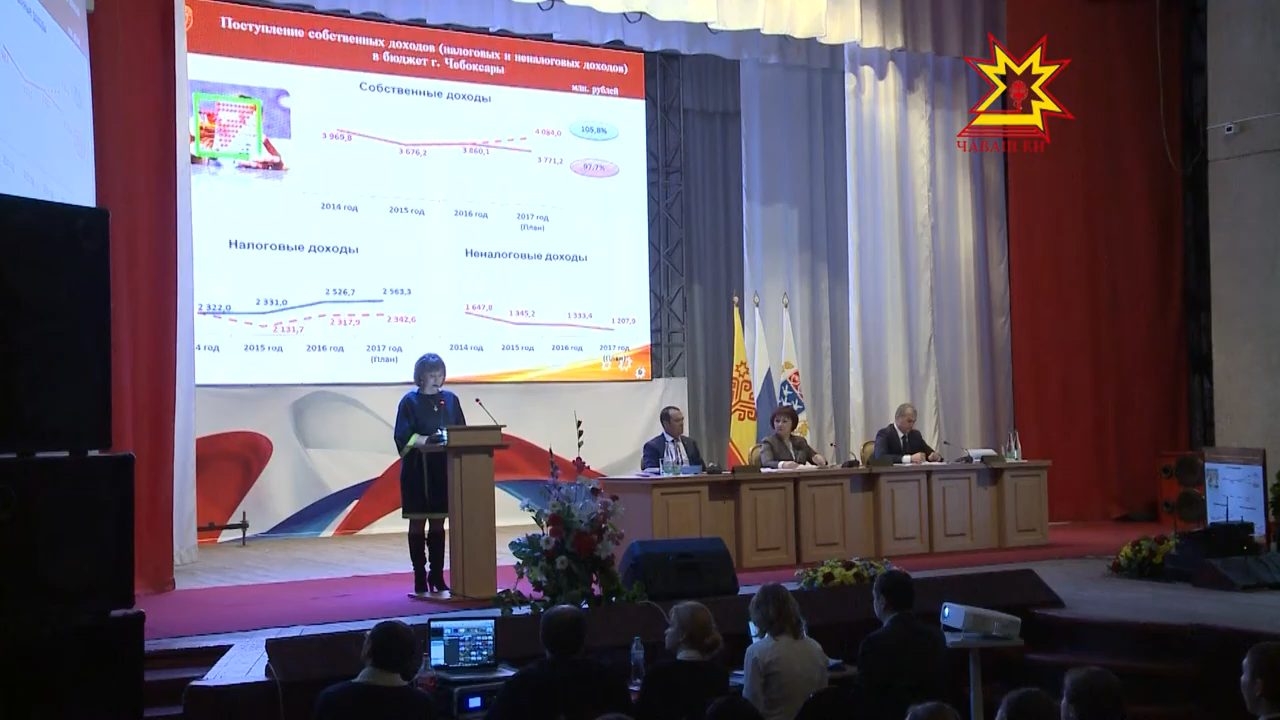 Поступление собственных доходов (налоговых и неналоговых доходов)
в бюджет г. Чебоксары
млн. рублей
Собственные доходы
3 969,8
3 676,2
3 860,1
4 084,0
3 771,2
105,8%
97,7%
2014 год
2015 год
2016 год
2017 год
(План)
Налоговые доходы
2 322,0
2 331,0
2 526,7
2 563,3
2 131,7
2 317,9
2 342,6
4 год
2015 год
2016 год
2017 год
(План)
Неналоговые доходы
1 647,8
1 345,2
1 333,4
1 207,9
2014 год
2015 год
2016 год
2017 год
(План)
ЧӐВАШ ЕН